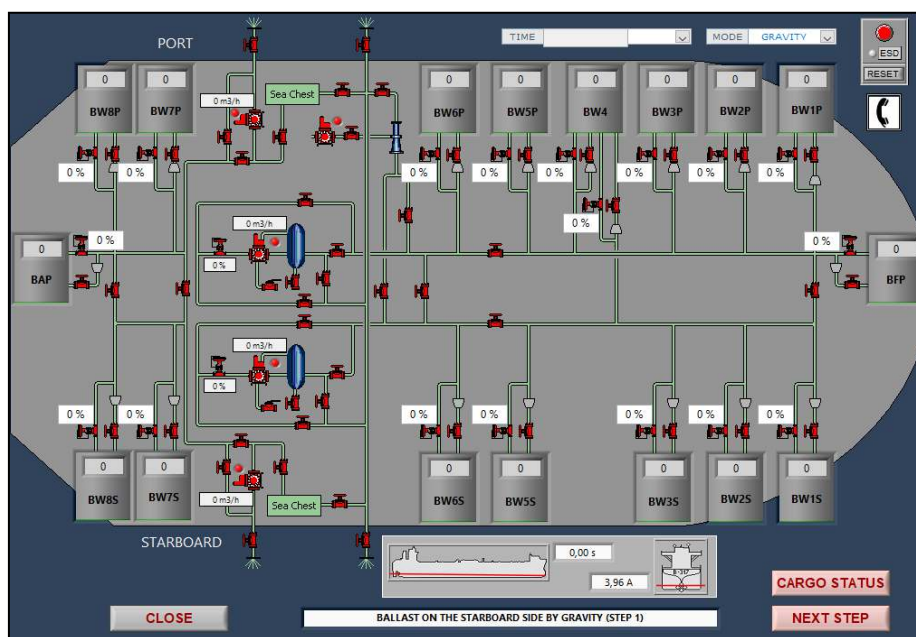 PORT
TIME
MODE GRAVITY
ESD
RESET
0 0 0 0 0 0 0 0
BW8P BW7P BW6P BW5P BW4 BW3P BW2P BW1P
Sea Chest
0 m3/h
0 % 0 % 0 % 0 % 0 % 0 % 0 % 0 %
0 %
0 m3/h
0 % 0 %
0 0
BAP BFP
0 %
0 m3/h
0 %
0 % 0 % 0 % 0 % 0 % 0 % 0 %
0 0 0 0 0 0 0
BW8S BW7S BW6S BW5S BW3S BW2S BW1S
0 m3/h
Sea Chest
STARBOARD
0,00 s
3,96 A
CARGO STATUS
CLOSE
BALLAST ON THE STARBOARD SIDE BY GRAVITY (STEP 1)
NEXT STEP